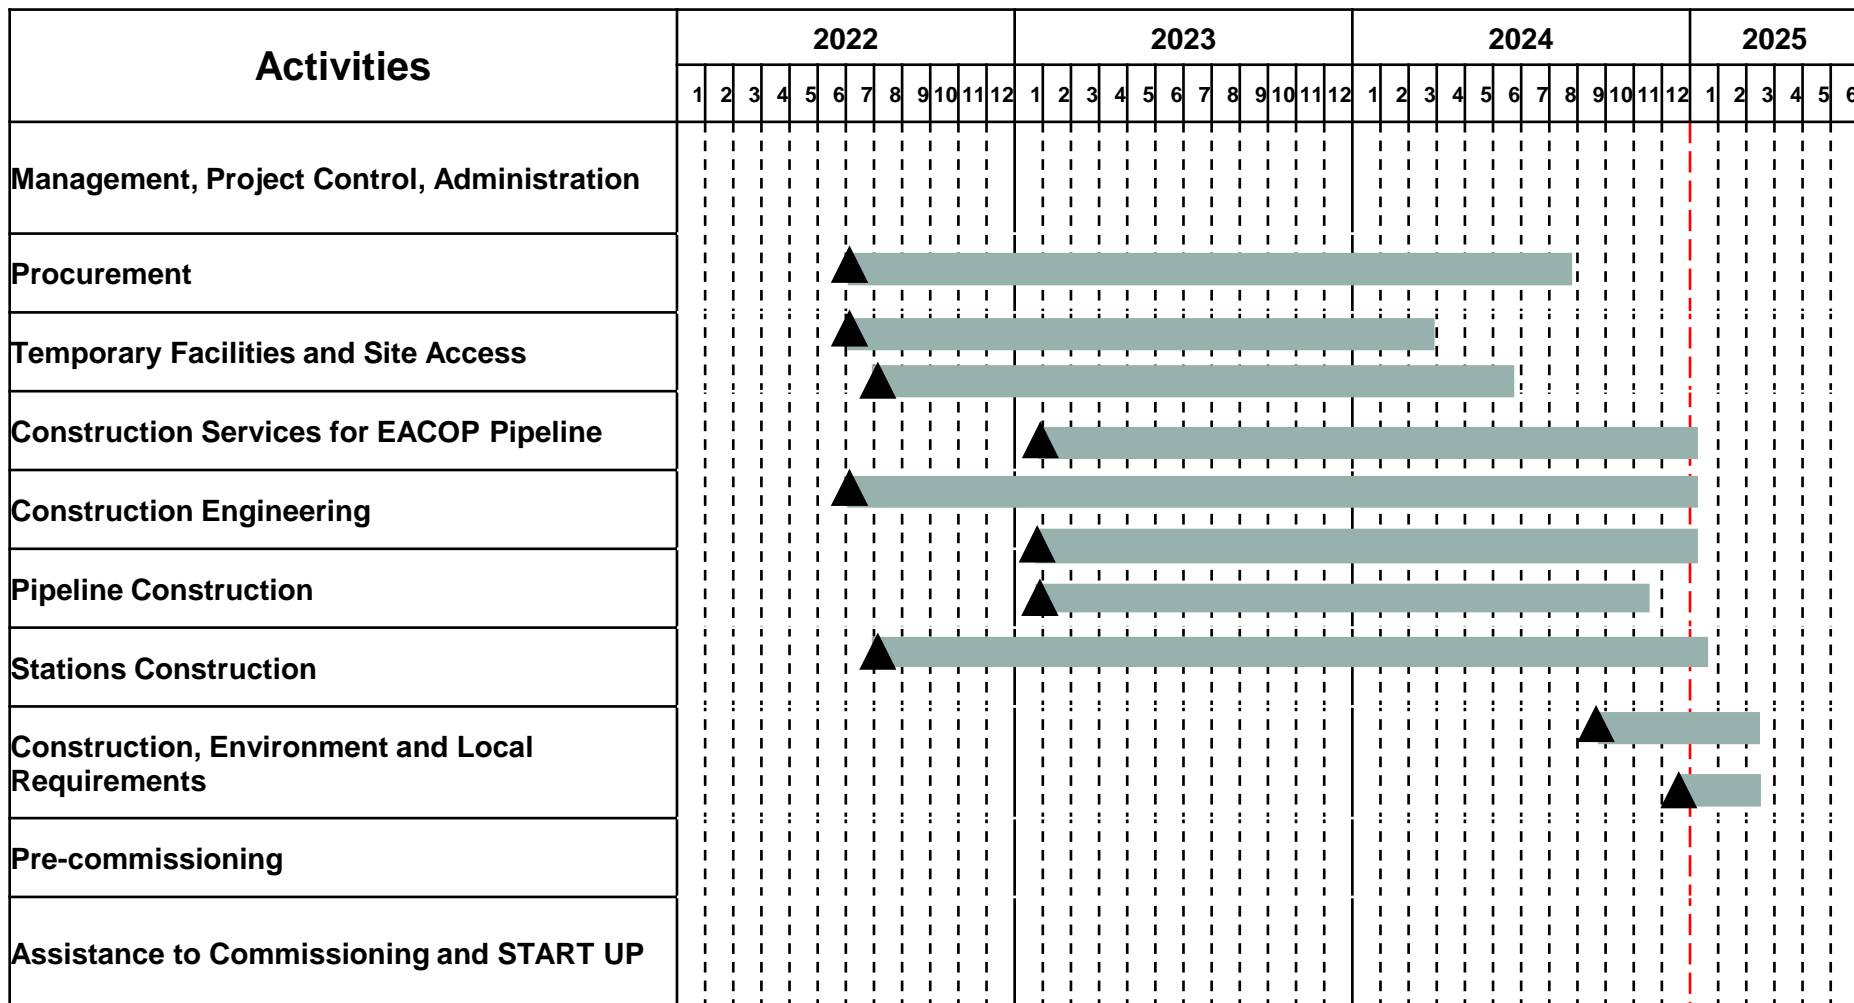 Activities
2022 2023 2024 2025
1 2 3 4 5 6 7 8 9 10 11 12 1 2 3 4 5 6 7 8 9 10 11 12 1 2 3 4 5 6 7 8 9 10 11 12 1 2 3 4 5 6
Management, Project Control, Administration
Procurement
Temporary Facilities and Site Access
Construction Services for EACOP Pipeline
Construction Engineering
Pipeline Construction
Stations Construction
Construction, Environment and Local
Requirements
Pre-commissioning
Assistance to Commissioning and START UP